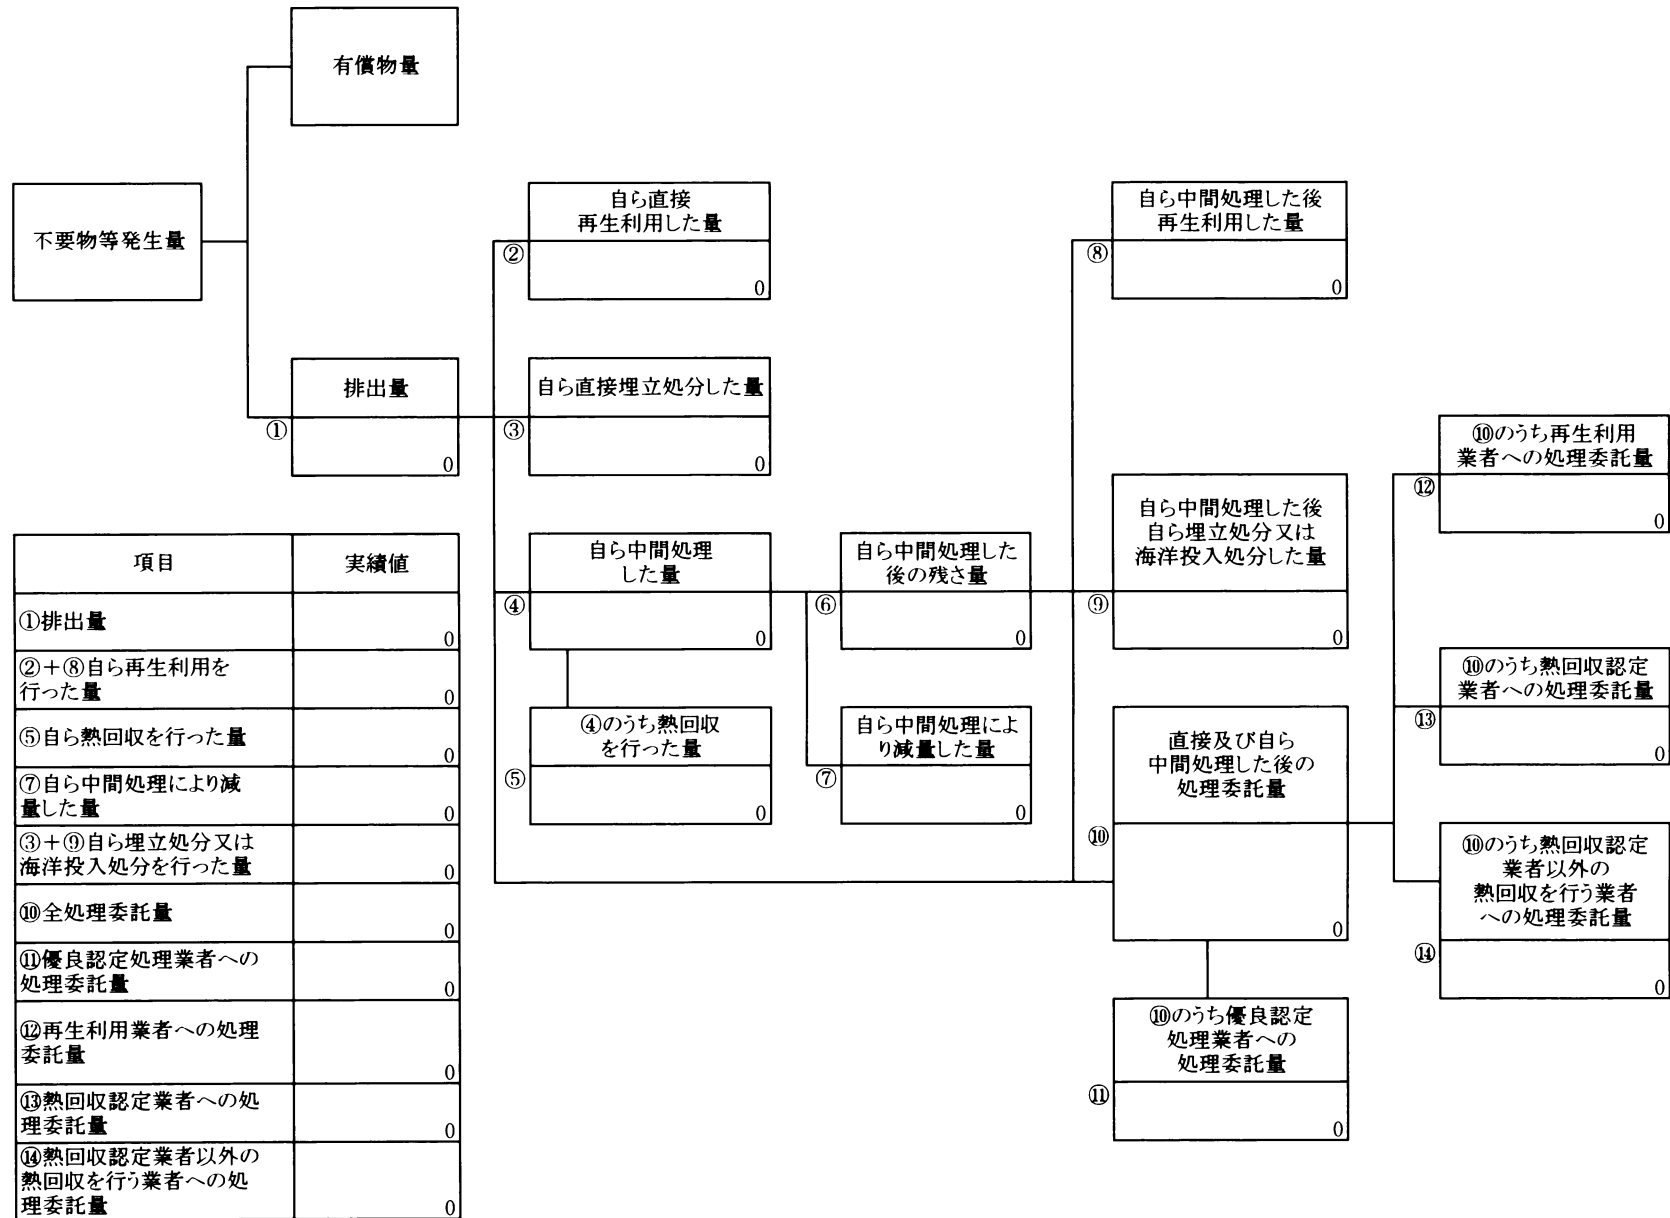 有償物量
不要物等発生量
排出量
①
0
自ら直接
再生利用した量
②
0
自ら直接埋立処分した量
③
0
自ら中間処理
した量
④
0
④のうち熱回収
を行った量
⑤
0
自ら中間処理した
後の残さ量
⑥
0
自ら中間処理によ
り減量した量
⑦
0
自ら中間処理した後
再生利用した量
⑧
0
自ら中間処理した後
自ら埋立処分又は
海洋投入処分した量
⑨
0
直接及び自ら
中間処理した後の
処理委託量
⑩
0
⑩のうち優良認定
処理業者への
処理委託量
⑪
0
⑩のうち再生利用
業者への処理委託量
⑫
0
⑩のうち熱回収認定
業者への処理委託量
⑬
0
⑩のうち熱回収認定
業者以外の
熱回収を行う業者
への処理委託量
⑭
0
項目 実績値
①排出量
0
②+⑧自ら再生利用を
行った量
0
⑤自ら熱回収を行った量
0
⑦自ら中間処理により減
量した量
0
③+⑨自ら埋立処分又は
海洋投入処分を行った量
0
⑩全処理委託量
0
⑪優良認定処理業者への
処理委託量
0
⑫再生利用業者への処理
委託量
0
⑬熱回収認定業者への処
理委託量
0
⑭熱回収認定業者以外の
熱回収を行う業者への処
理委託量
0